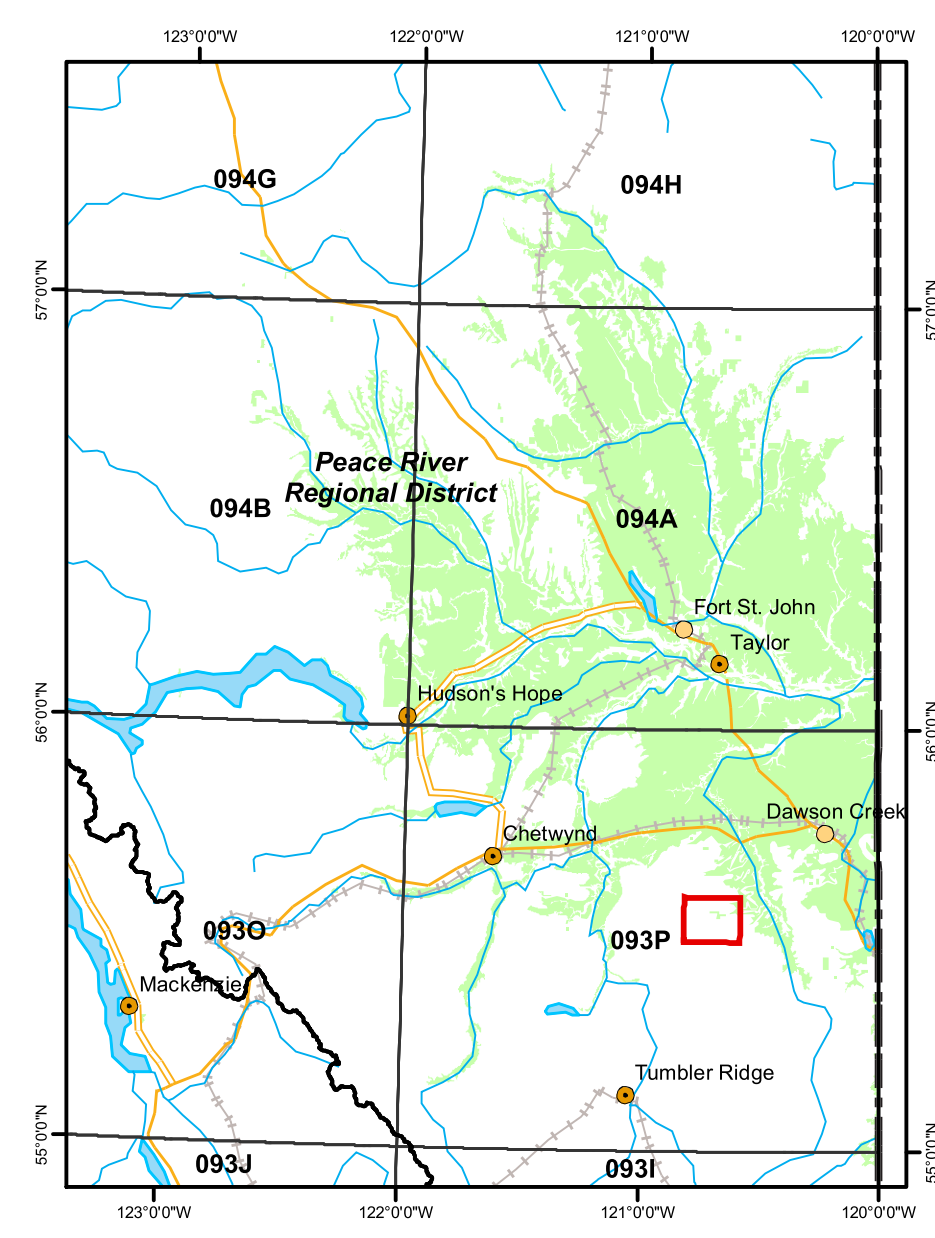 123°0'0"W 122°0'0"W 121°0'0"W 120°0'0"W
094G
094H
57°0'0"N
57°0'0"N
Peace River
Regional District
094B
094A
Fort St. John
Taylor
Hudson's Hope
56°0'0"N
56°0'0"N
Dawson Creek
Chetwynd
093O
093P
Mackenzie
Tumbler Ridge
55°0'0"N
55°0'0"N
093J
093I
123°0'0"W 122°0'0"W 121°0'0"W 120°0'0"W